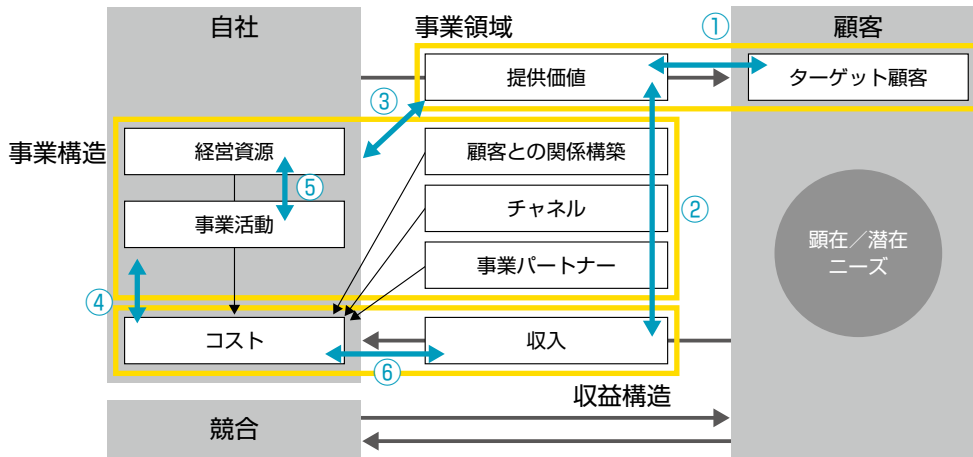 自社
事業領域
①
顧客
提供価値
ターゲット顧客
③
事業構造
経営資源
顧客との関係構築
⑤
チャネル
②
事業活動
顕在／潜在
ニーズ
事業パートナー
④
コスト
収入
⑥
収益構造
競合